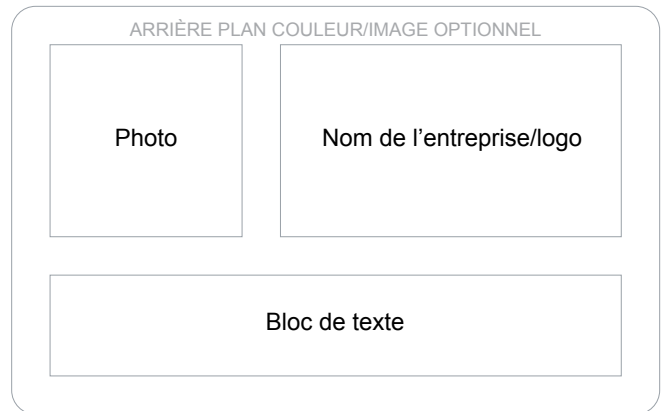 ARRIÈRE PLAN COULEUR/IMAGE OPTIONNEL
Photo
Nom de l’entreprise/logo
Bloc de texte